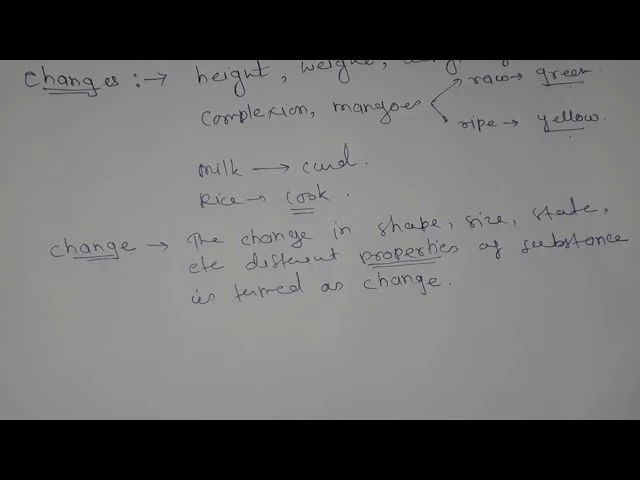 Changes :→ height, weight, raw → green.
complexion, mangoes ripe → yellow.
milk → curd.
Rice → cook.
change → The change in shape, size, state,
etc different properties of substance
is termed as change.